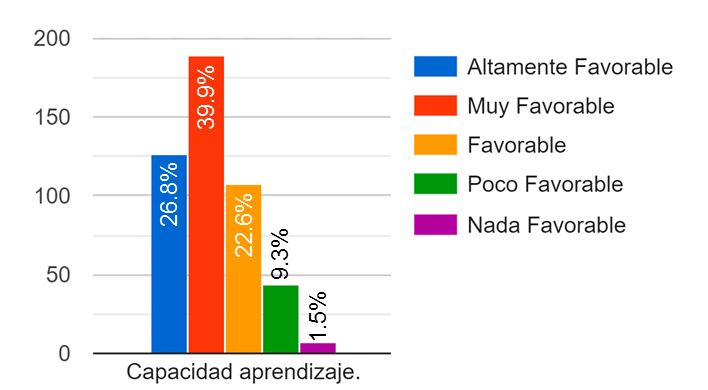 200
150
100
50
0
26.8%
39.9%
22.6%
9.3%
1.5%
Capacidad aprendizaje.
Altamente Favorable
Muy Favorable
Favorable
Poco Favorable
Nada Favorable